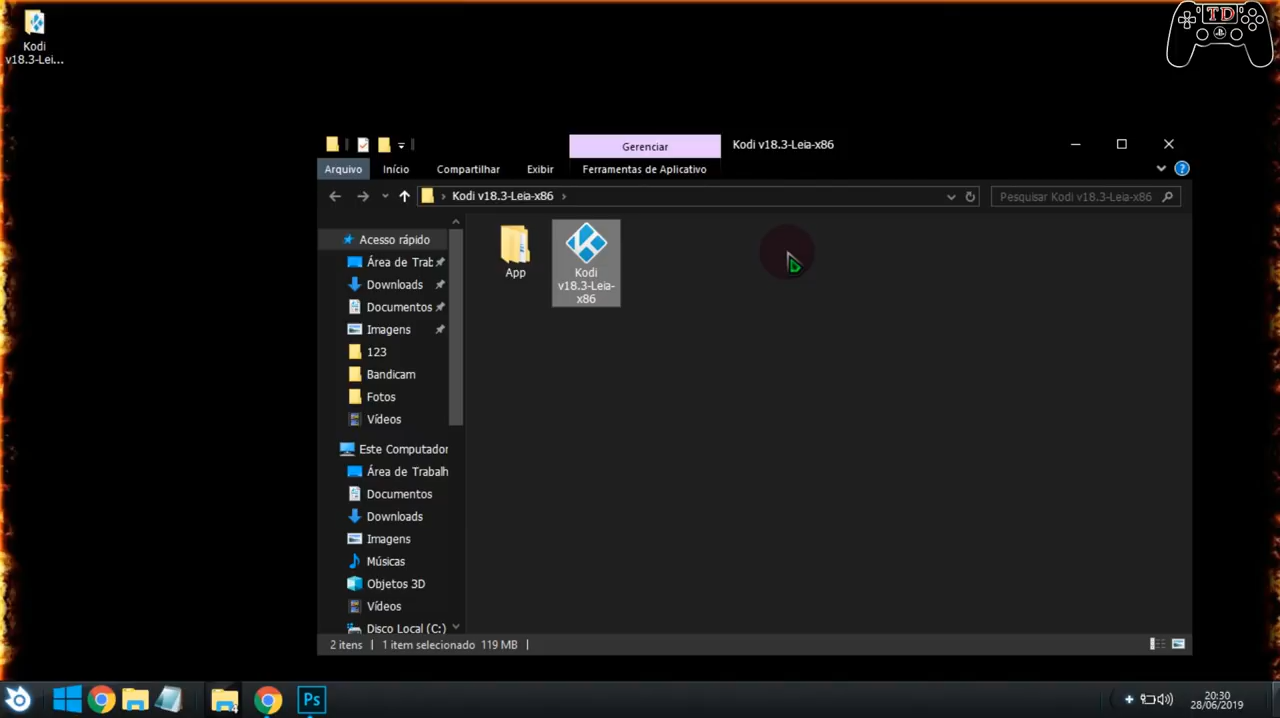 Kodi
v18.3-Lei...
TD
Gerenciar
Kodi v18.3-Leia-x86
Arquivo
Início
Compartilhar
Exibir
Ferramentas de Aplicativo
Kodi v18.3-Leia-x86
Pesquisar Kodi v18.3-Leia-x86
Acesso rápido
Área de Trat
Downloads
Documentos
Imagens
123
Bandicam
Fotos
Vídeos
Este Computador
Área de Trabalh
Documentos
Downloads
Imagens
Músicas
Objetos 3D
Vídeos
Disco Local (C:)
App
Kodi
v18.3-Leia-
x86
2 itens
1 item selecionado 119 MB
4
Ps
20:30
28/06/2019